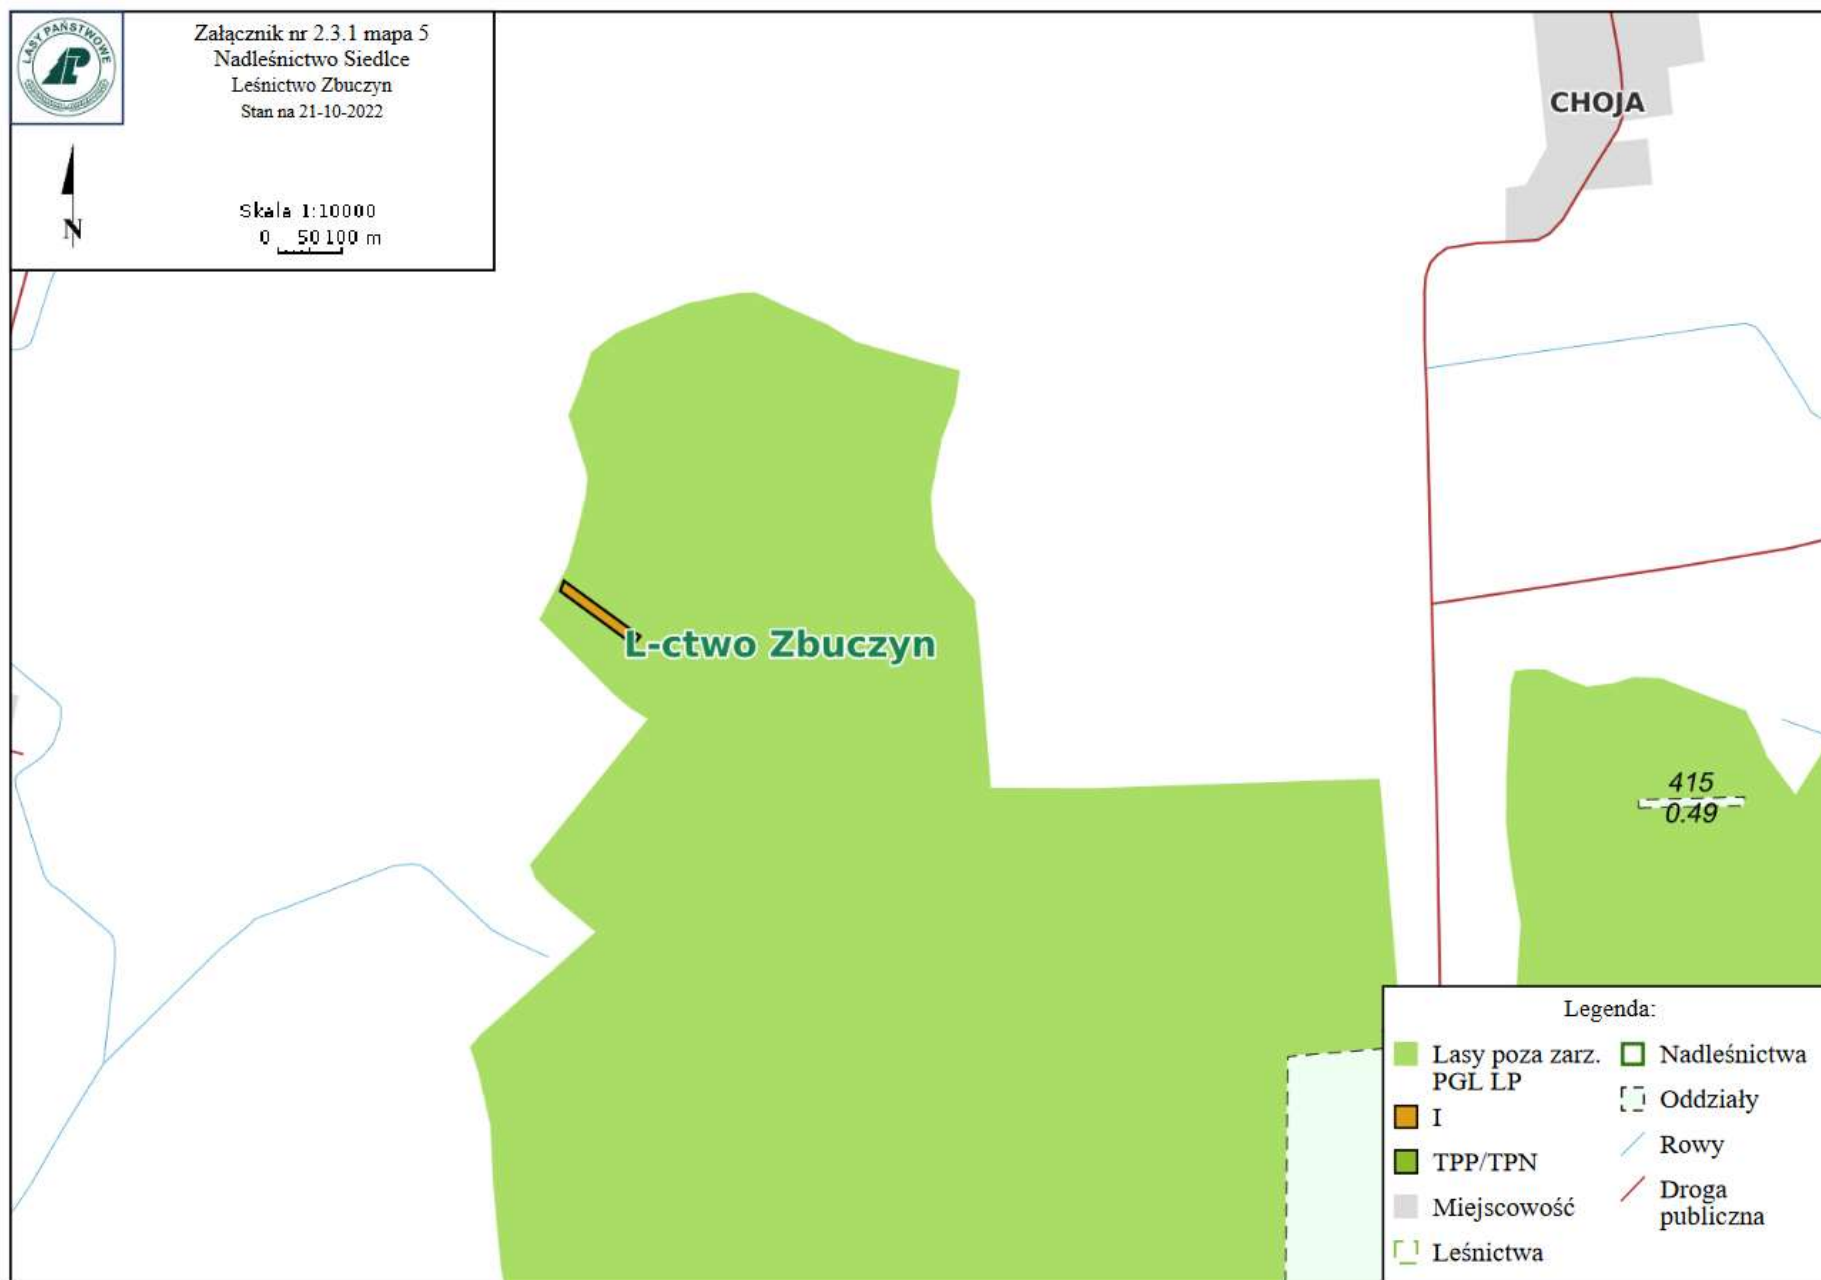 LASY PAŃSTWOWE
Załącznik nr 2.3.1 mapa 5
Nadleśnictwo Siedlce
Leśnictwo Zbuczyn
Stan na 21-10-2022
N
Skala 1:10000
0 50 100 m
CHOJA
L-ctwo Zbuczyn
415
0.49
Legenda:
Lasy poza zarz.
PGL LP
I
TPP/TPN
Miejscowość
Leśnictwa
Nadleśnictwa
Oddziały
Rowy
Droga
publiczna